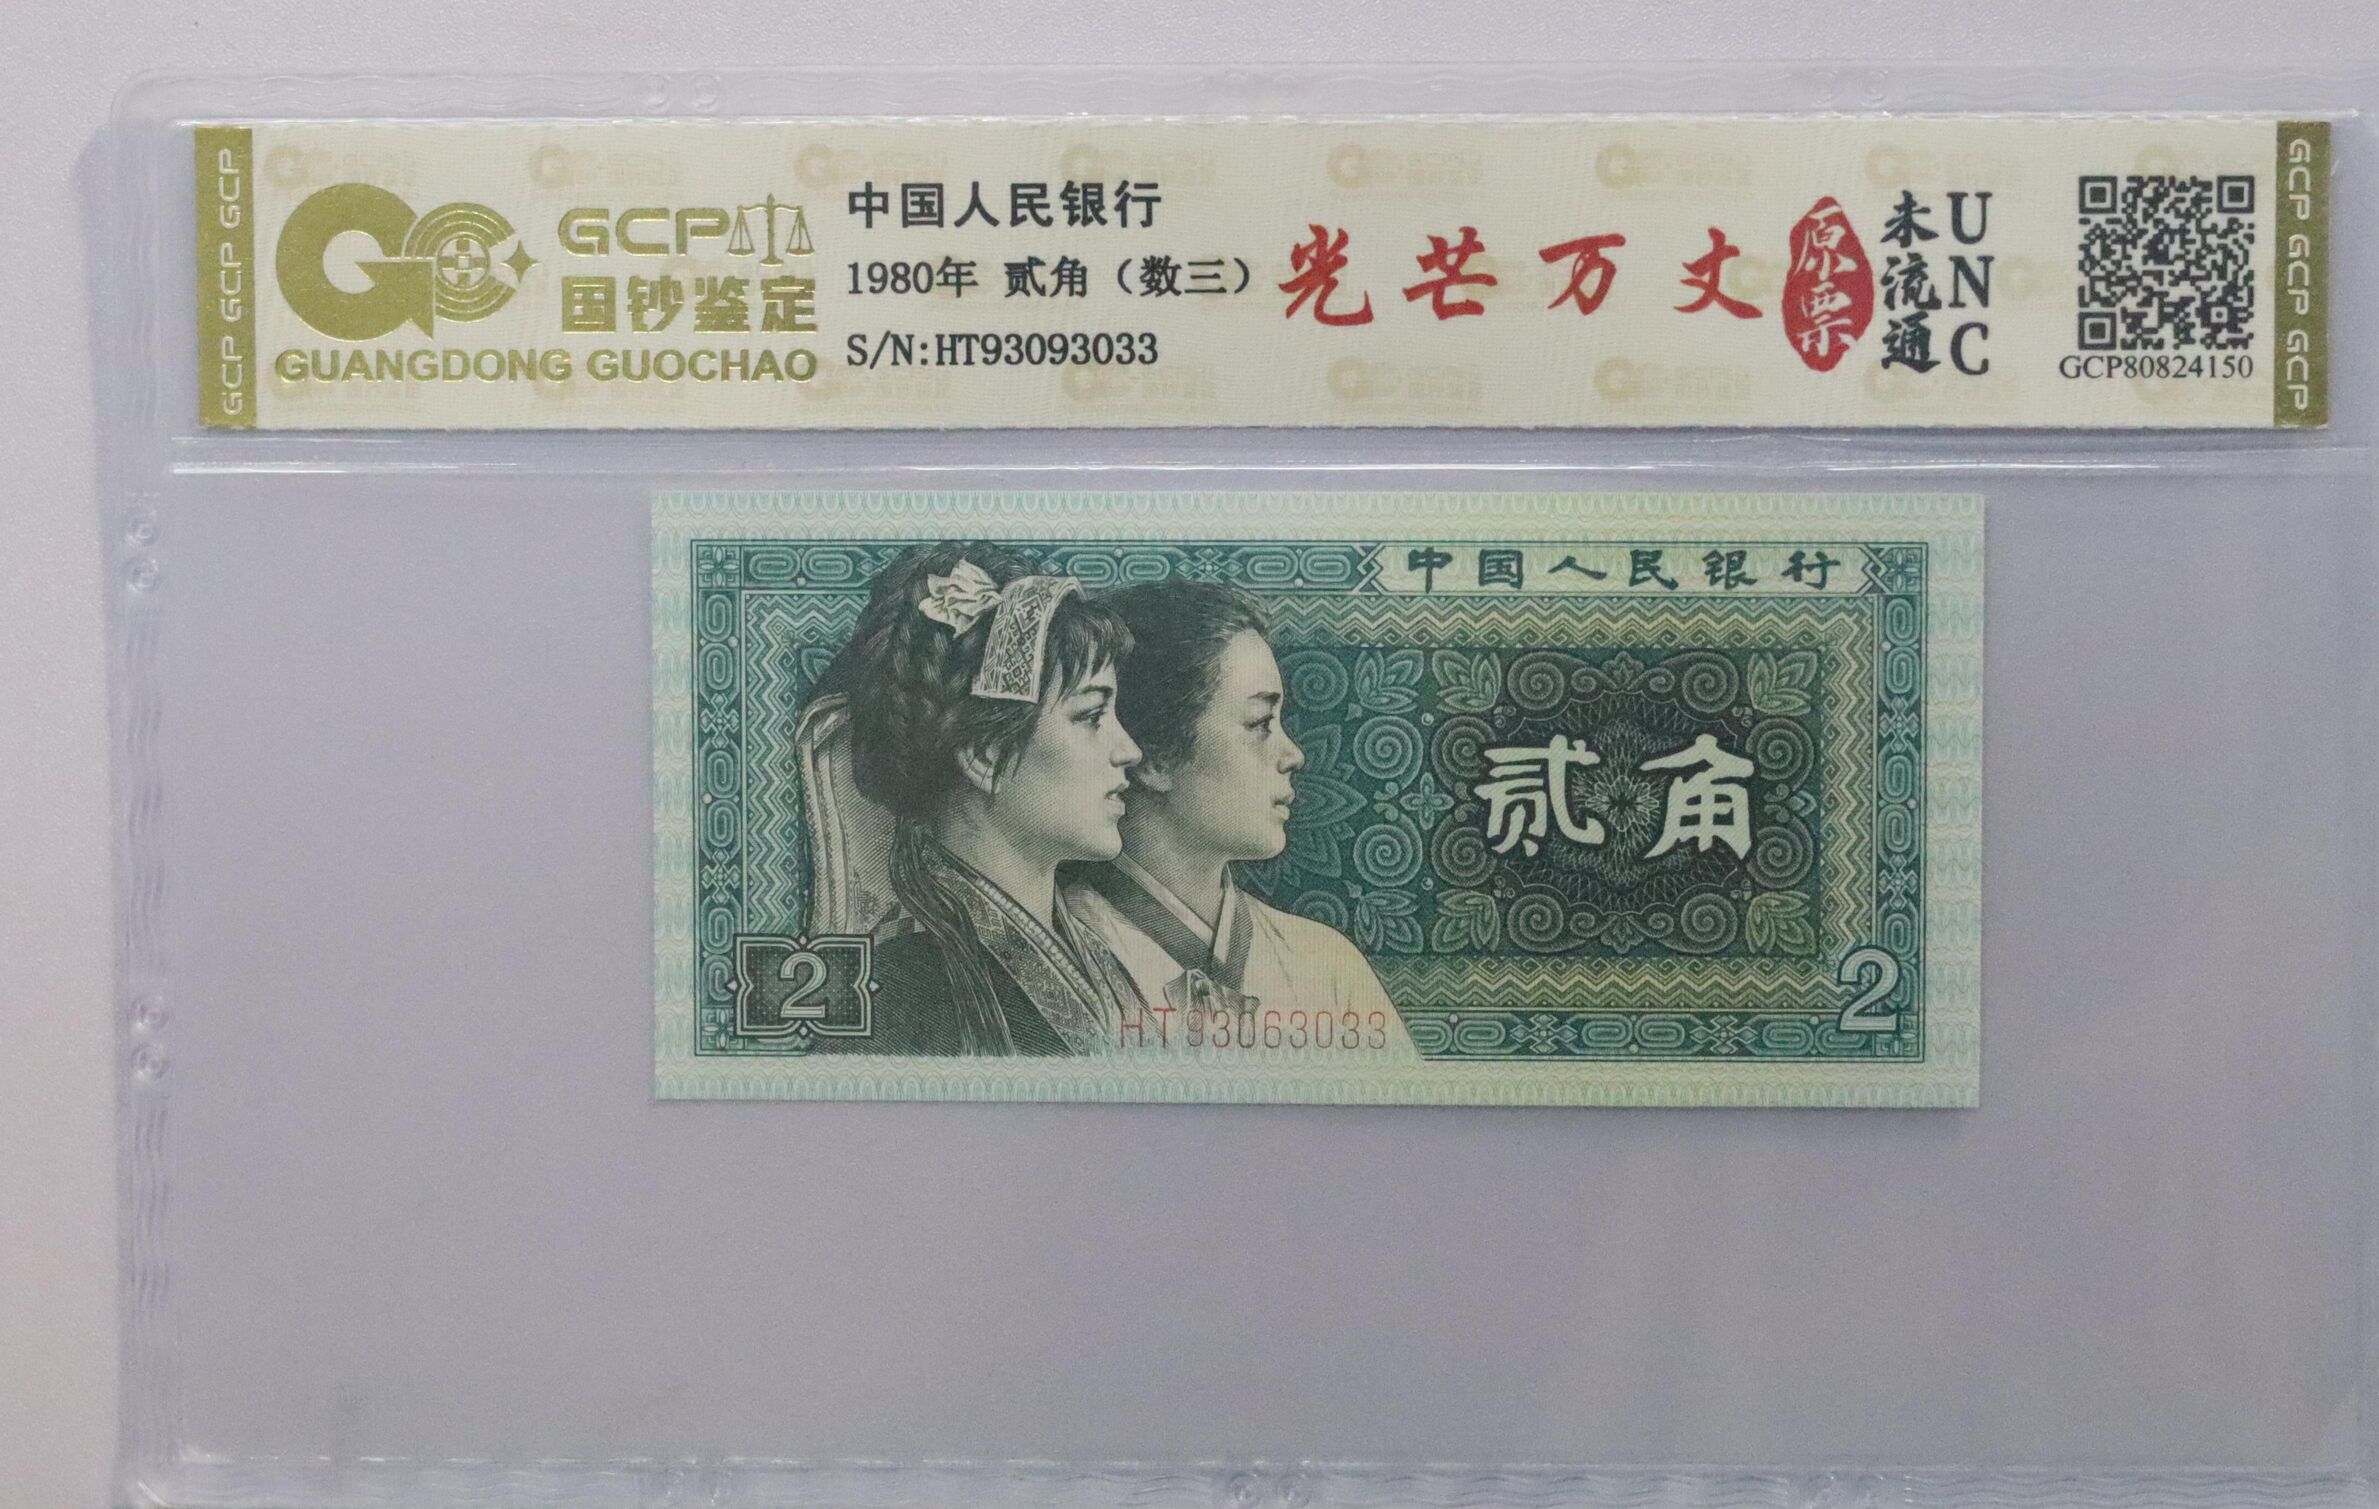 GCP GCP GCP
GCP
国钞鉴定
GUANGDONG GUOCHAO
中国人民银行
1980年 贰角（数三）
S/N:HT93093033
光芒万丈
原票
未流通
UNC
GCP80824150
GCP GCP GCP
中国人民银行
贰角
2
2
HT93063033